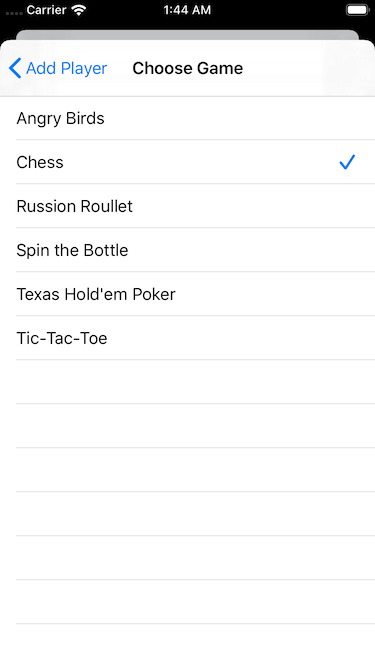 Carrier 1:44 AM
Add Player Choose Game
Angry Birds
Chess
Russion Roullet
Spin the Bottle
Texas Hold'em Poker
Tic-Tac-Toe